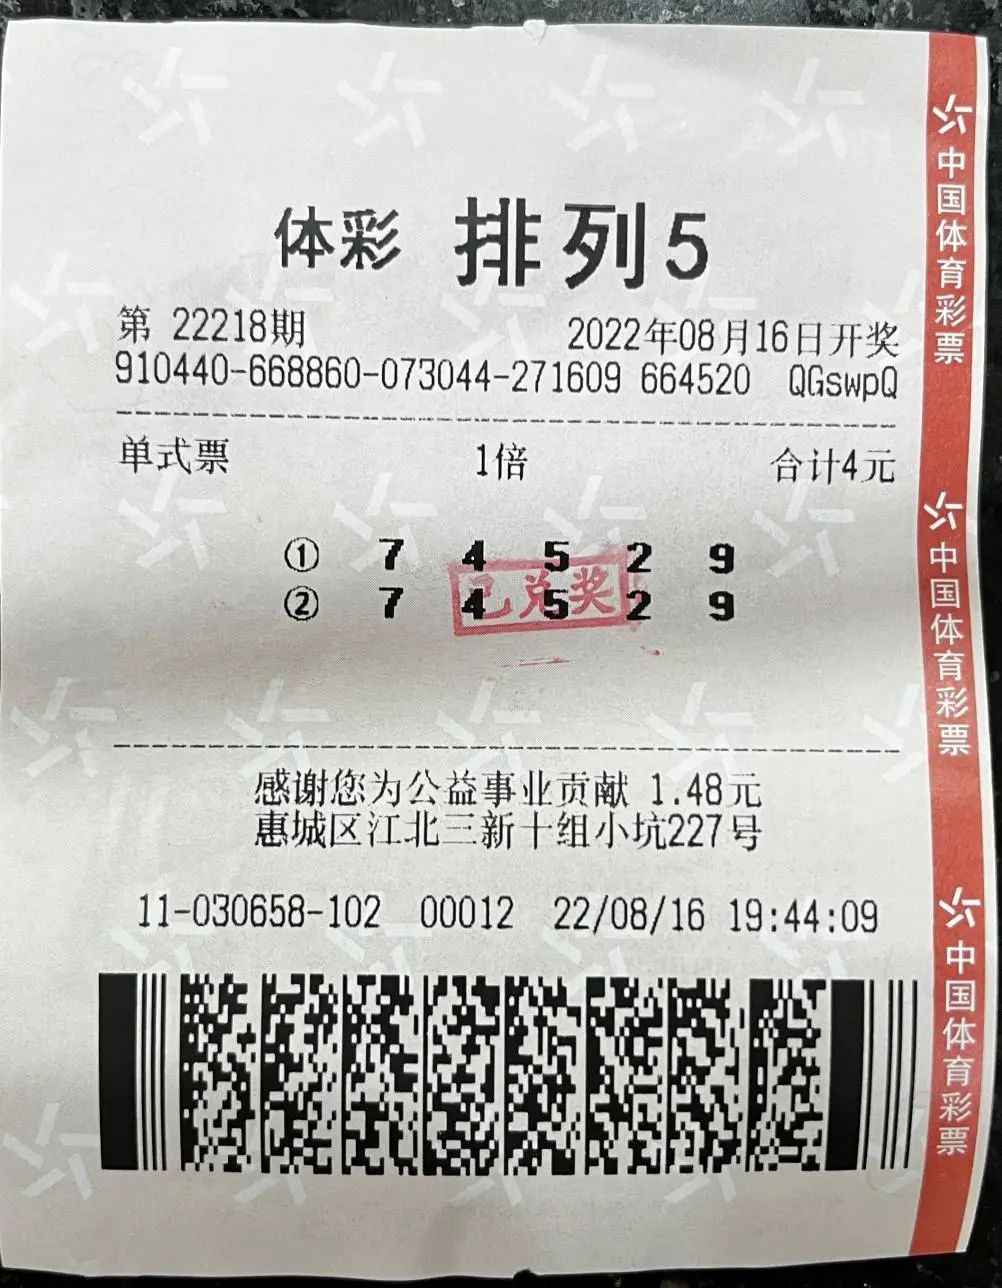 体彩 排列5
第 22218期 2022年08月16日开奖
910440-668860-073044-271609 664520 QGswpQ
单式票 1倍 合计4元
① 7 4 5 2 9
② 7 4 5 2 9
已兑奖
感谢您为公益事业贡献 1.48元
惠城区江北三新十组小坑227号
11-030658-102 00012 22/08/16 19:44:09
中国体育彩票
中国体育彩票
中国体育彩票